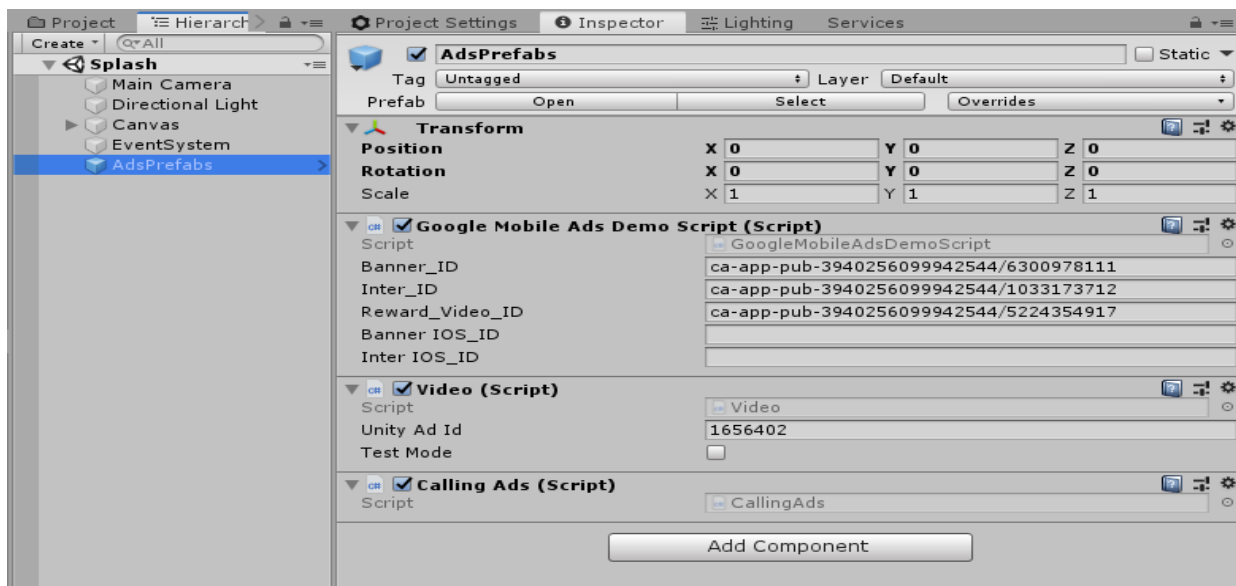 Project Hierarch
Create All
Splash
Main Camera
Directional Light
Canvas
EventSystem
AdsPrefabs
Project Settings Inspector Lighting Services
AdsPrefabs Static
Tag Untagged Layer Default
Prefab Open Select Overrides
Transform
Position X 0 Y 0 Z 0
Rotation X 0 Y 0 Z 0
Scale X 1 Y 1 Z 1
Google Mobile Ads Demo Script (Script)
Script GoogleMobileAdsDemoScript
Banner_ID ca-app-pub-3940256099942544/6300978111
Inter_ID ca-app-pub-3940256099942544/1033173712
Reward_Video_ID ca-app-pub-3940256099942544/5224354917
Banner IOS_ID
Inter IOS_ID
Video (Script)
Script Video
Unity Ad Id 1656402
Test Mode
Calling Ads (Script)
Script CallingAds
Add Component